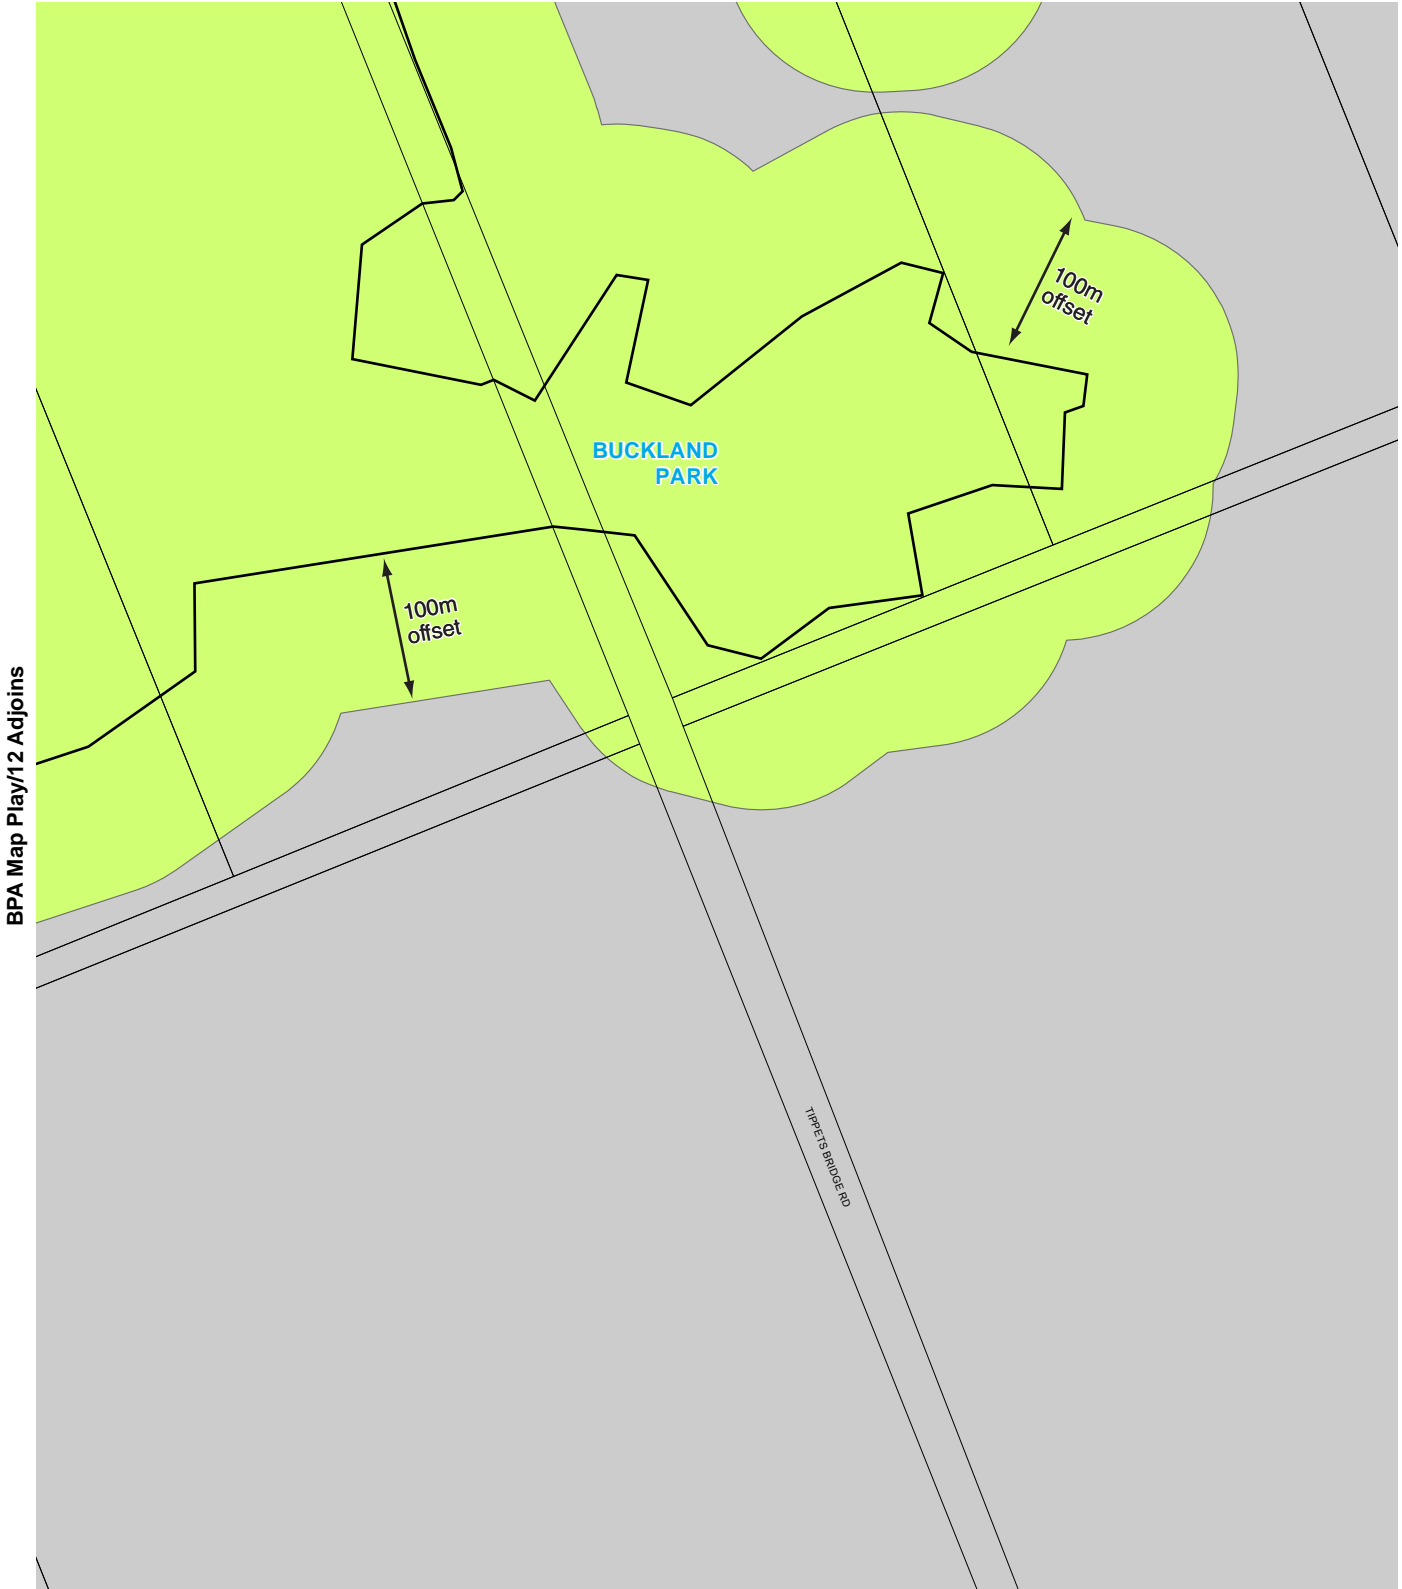 100m
offset
BUCKLAND
PARK
100m
offset
BPA Map Play/12 Adjoins
TIPPETS BRIDGE RD